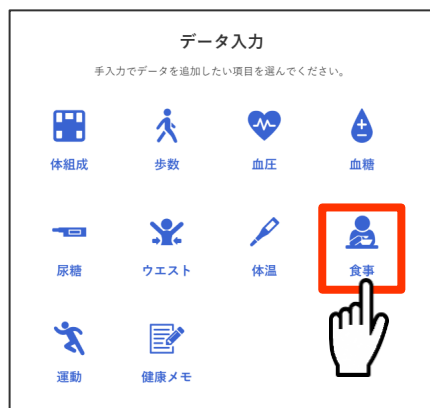 データ入力
手入力でデータを追加したい項目を選んでください。
体組成 歩数 血圧 血糖
尿糖 ウエスト 体温 食事
運動 健康メモ